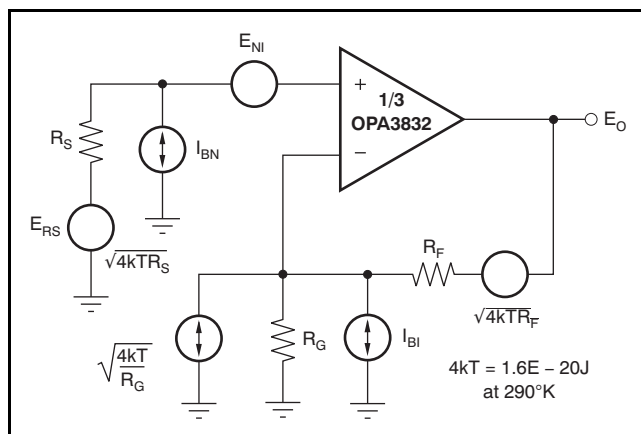 E_NI
+
1/3
OPA3832
−
E_O
R_S
I_BN
E_RS
√4kTR_S
R_F
√4kTR_F
√4kT/R_G
R_G
I_BI
4kT = 1.6E − 20J
at 290°K